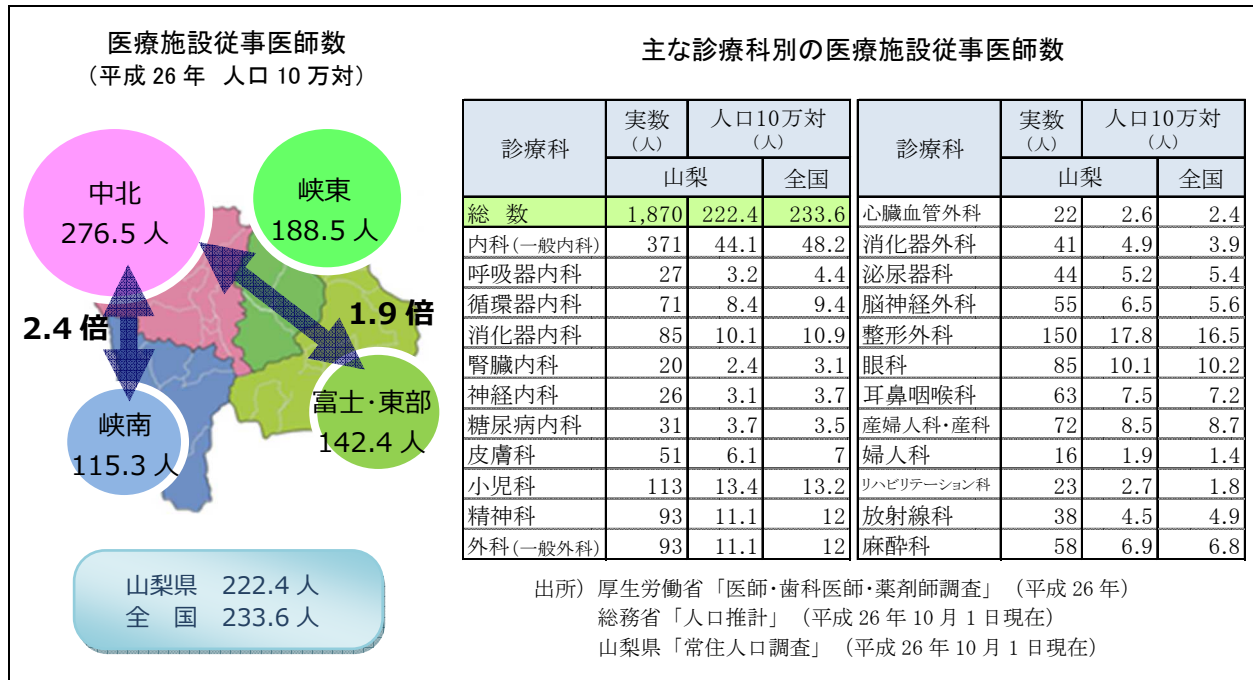 医療施設従事医師数
（平成 26 年 人口 10 万対）
中北
276.5 人
峡東
188.5 人
2.4 倍
1.9 倍
峡南
115.3 人
富士・東部
142.4 人
山梨県 222.4 人
全 国 233.6 人
主な診療科別の医療施設従事医師数
診療科 実数（人） 人口10万対（人） 診療科 実数（人） 人口10万対（人）
山梨 全国 山梨 全国
総 数 1,870 222.4 233.6 心臓血管外科 22 2.6 2.4
内科(一般内科) 371 44.1 48.2 消化器外科 41 4.9 3.9
呼吸器内科 27 3.2 4.4 泌尿器科 44 5.2 5.4
循環器内科 71 8.4 9.4 脳神経外科 55 6.5 5.6
消化器内科 85 10.1 10.9 整形外科 150 17.8 16.5
腎臓内科 20 2.4 3.1 眼科 85 10.1 10.2
神経内科 26 3.1 3.7 耳鼻咽喉科 63 7.5 7.2
糖尿病内科 31 3.7 3.5 産婦人科・産科 72 8.5 8.7
皮膚科 51 6.1 7 婦人科 16 1.9 1.4
小児科 113 13.4 13.2 リハビリテーション科 23 2.7 1.8
精神科 93 11.1 12 放射線科 38 4.5 4.9
外科(一般外科) 93 11.1 12 麻酔科 58 6.9 6.8
出所）厚生労働省「医師・歯科医師・薬剤師調査」（平成 26 年）
総務省「人口推計」（平成 26 年 10 月 1 日現在）
山梨県「常住人口調査」（平成 26 年 10 月 1 日現在）